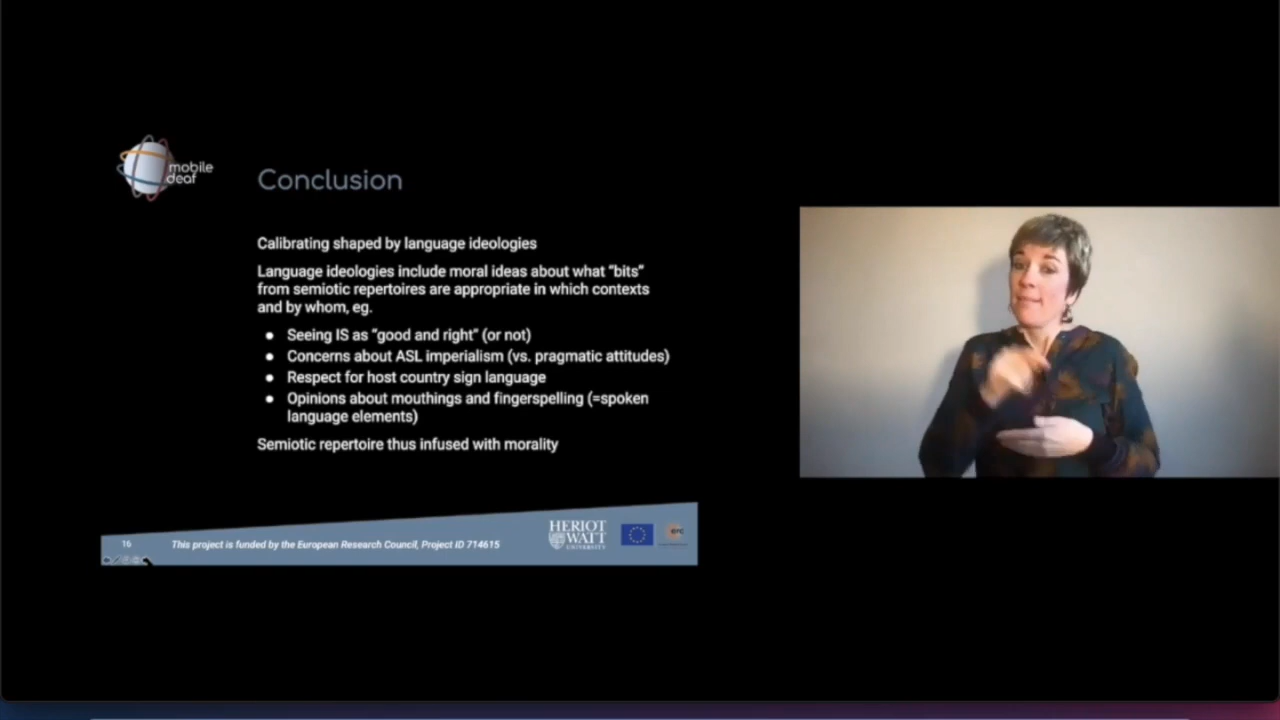 mobile
deaf
Conclusion
Calibrating shaped by language ideologies
Language ideologies include moral ideas about what “bits”
from semiotic repertoires are appropriate in which contexts
and by whom, eg.
● Seeing IS as “good and right” (or not)
● Concerns about ASL imperialism (vs. pragmatic attitudes)
● Respect for host country sign language
● Opinions about mouthings and fingerspelling (=spoken
language elements)
Semiotic repertoire thus infused with morality
16
This project is funded by the European Research Council, Project ID 714615
HERIOT
WATT
UNIVERSITY
erc